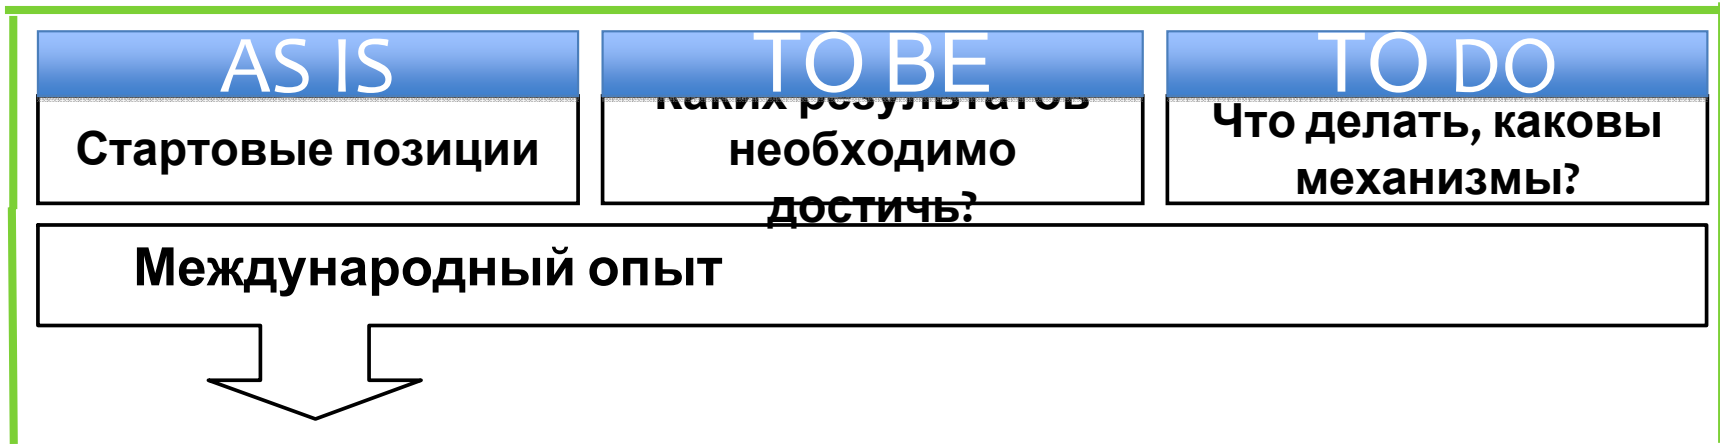 AS IS
TO BE
TO DO
Стартовые позиции
Каких результатов
необходимо
достичь?
Что делать, каковы
механизмы?
Международный опыт